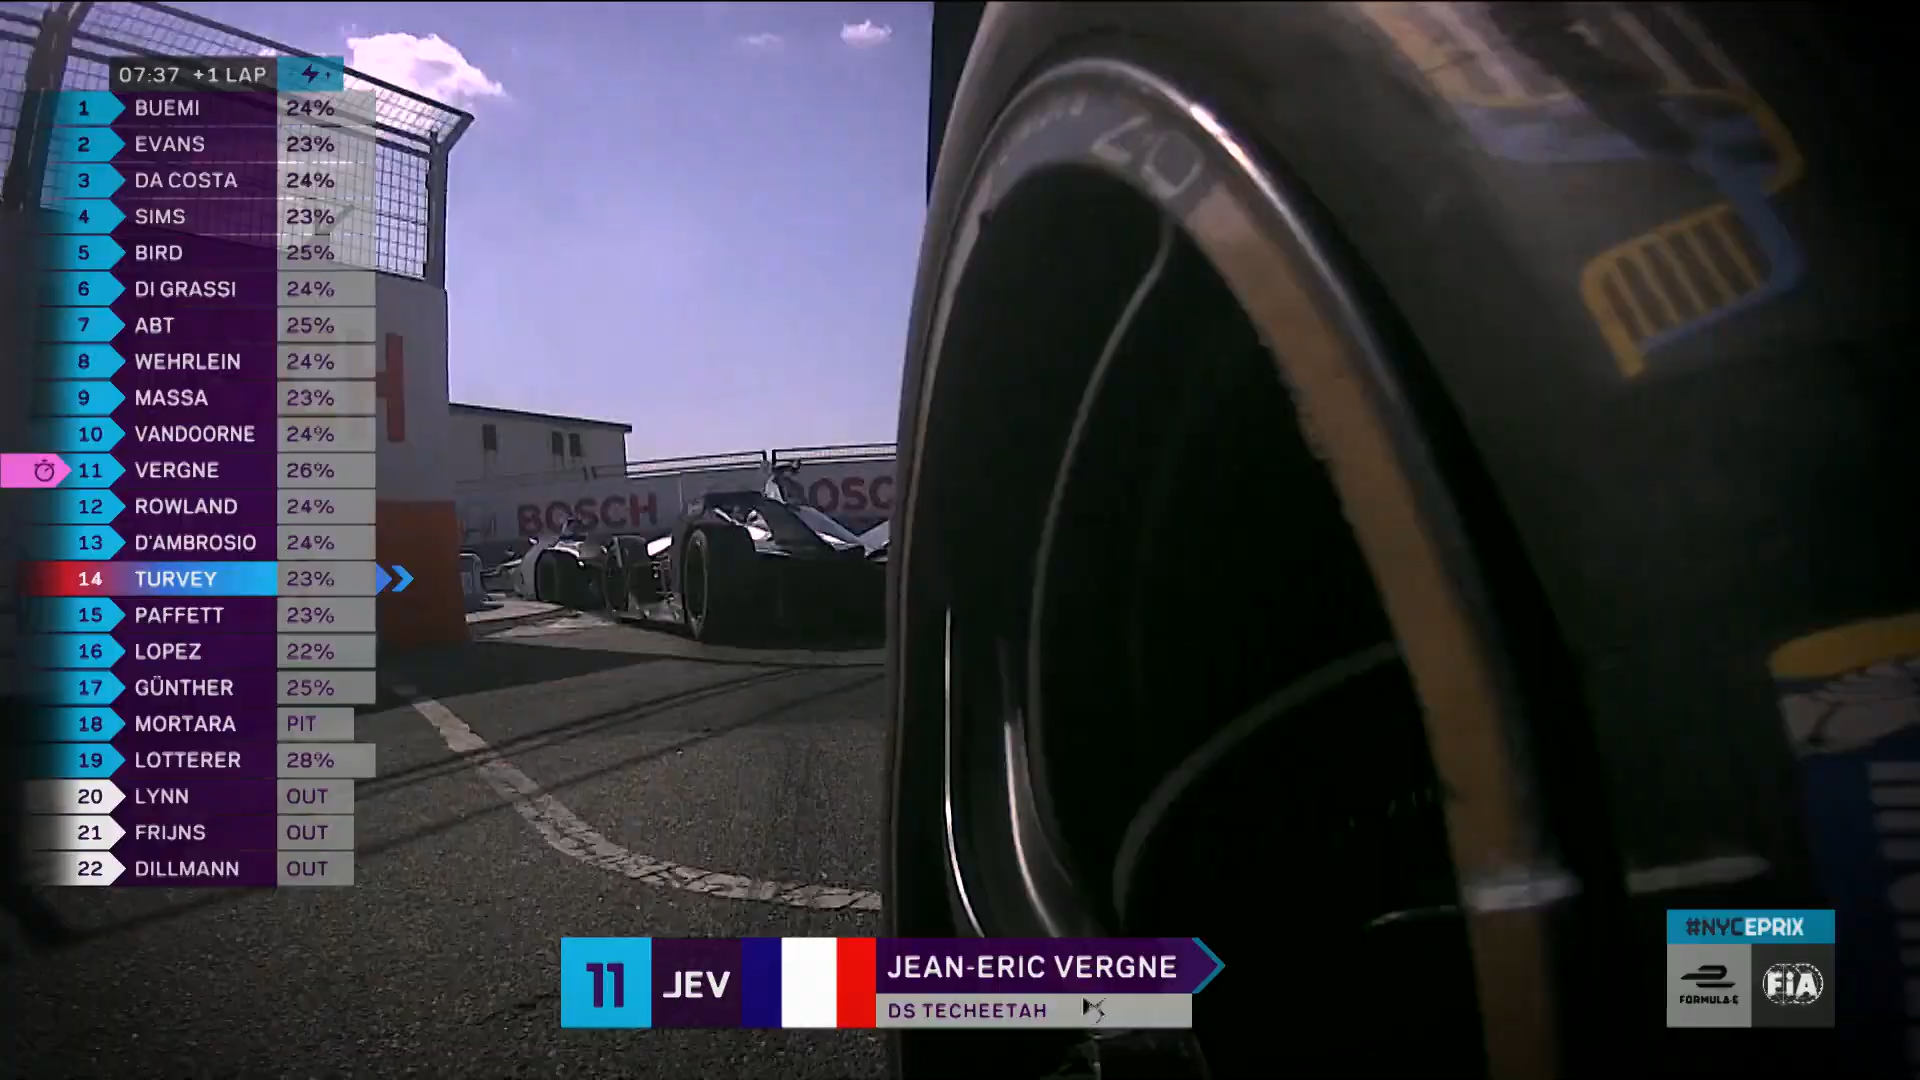 07:37 +1 LAP
1 BUEMI 24%
2 EVANS 23%
3 DA COSTA 24%
4 SIMS 23%
5 BIRD 25%
6 DI GRASSI 24%
7 ABT 25%
8 WEHRLEIN 24%
9 MASSA 23%
10 VANDOORNE 24%
11 VERGNE 26%
12 ROWLAND 24%
13 D'AMBROSIO 24%
14 TURVEY 23%
15 PAFFETT 23%
16 LOPEZ 22%
17 GÜNTHER 25%
18 MORTARA PIT
19 LOTTERER 28%
20 LYNN OUT
21 FRIJNS OUT
22 DILLMANN OUT
BOSCH BOSC
11 JEV JEAN-ERIC VERGNE
DS TECHEETAH
#NYCEPRIX
FORMULA-E FIA